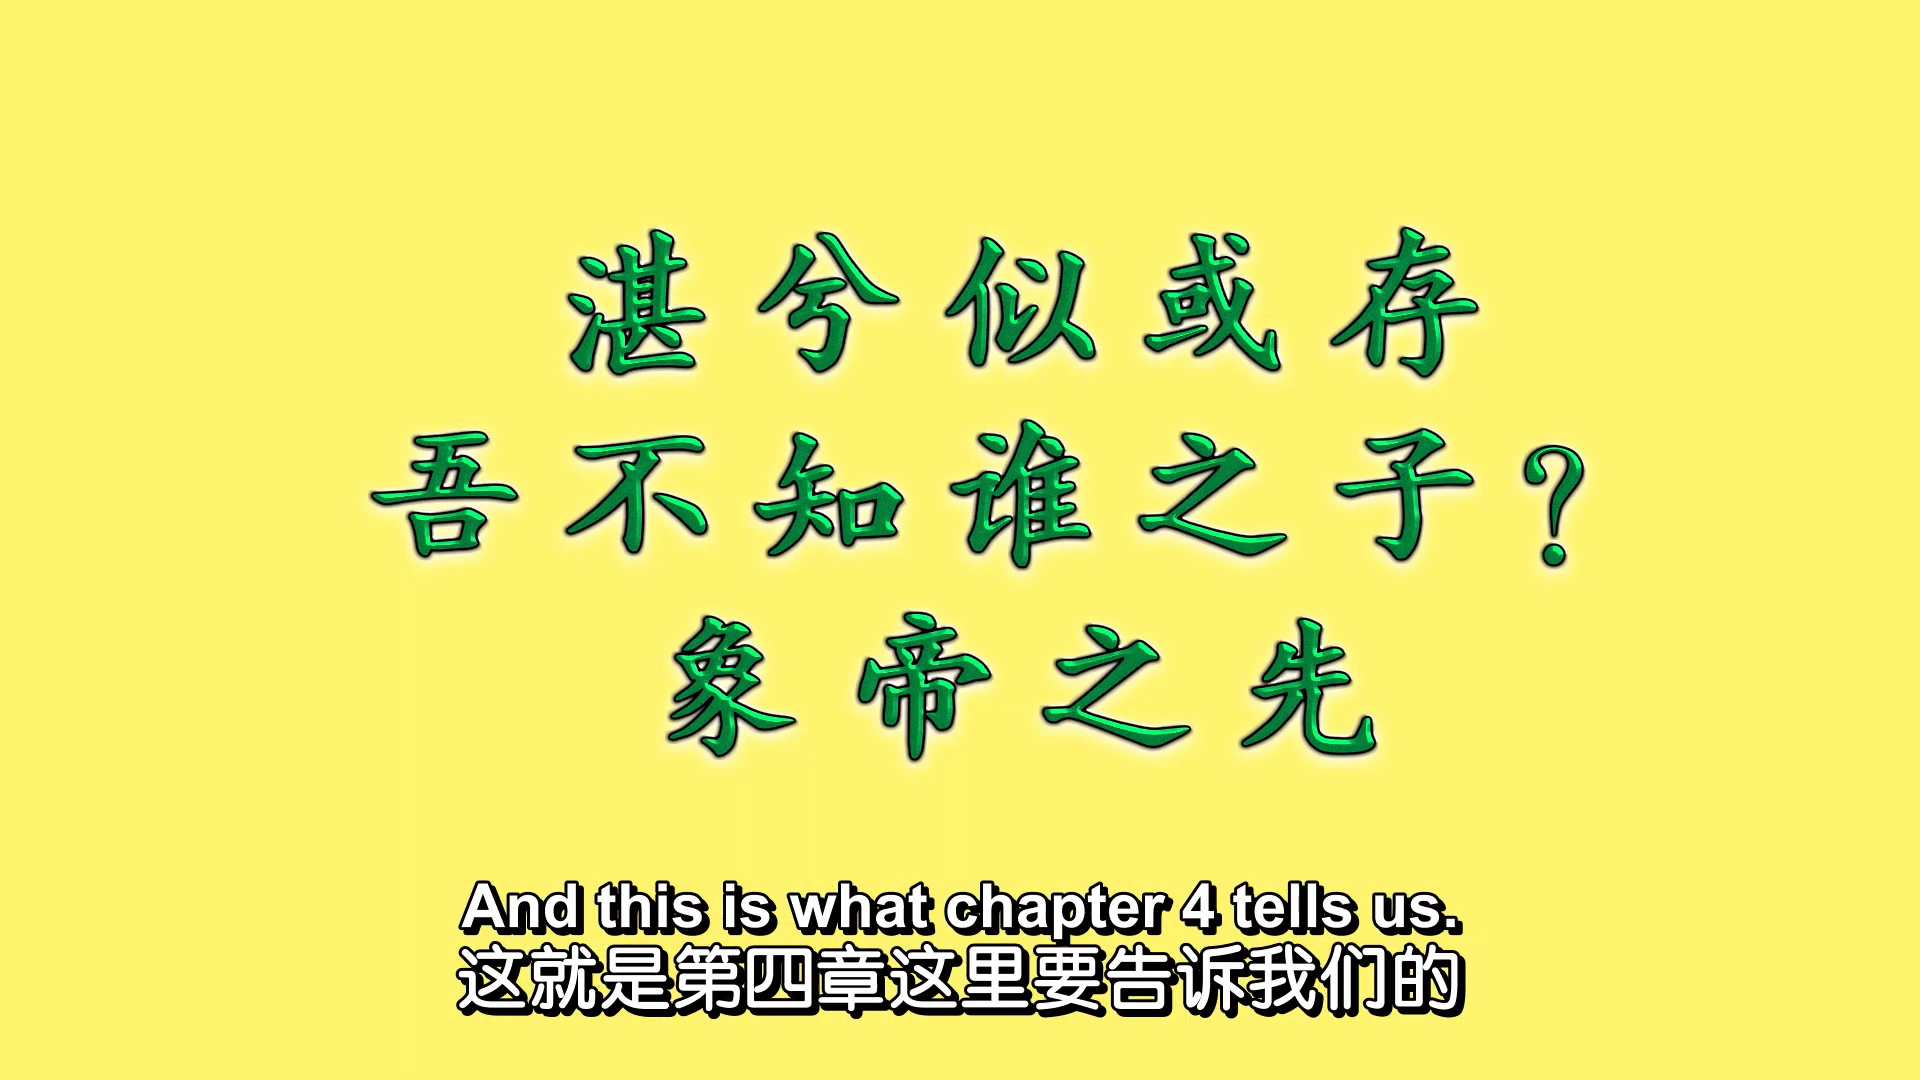 湛兮似或存
吾不知谁之子？
象帝之先
And this is what chapter 4 tells us.
这就是第四章这里要告诉我们的